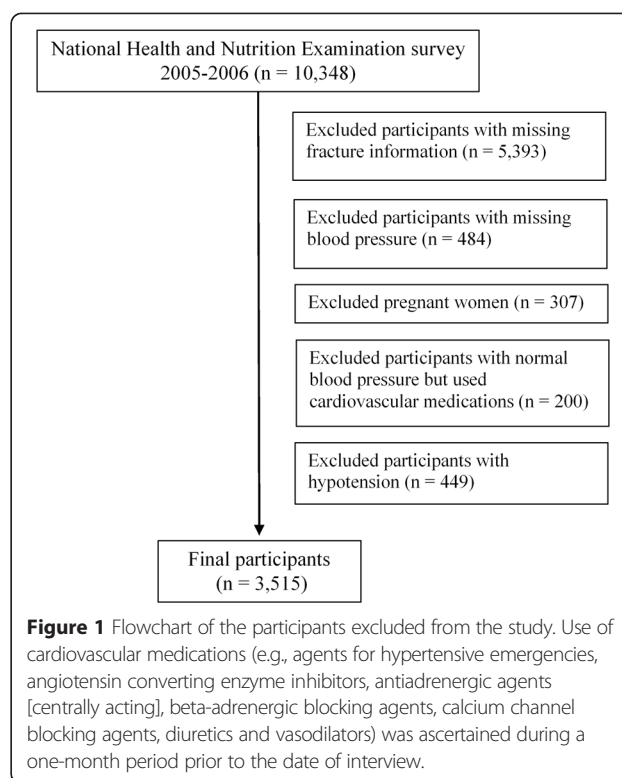 National Health and Nutrition Examination survey
2005-2006 (n = 10,348)
Excluded participants with missing
fracture information (n = 5,393)
Excluded participants with missing
blood pressure (n = 484)
Excluded pregnant women (n = 307)
Excluded participants with normal
blood pressure but used
cardiovascular medications (n = 200)
Excluded participants with
hypotension (n = 449)
Final participants
(n = 3,515)
Figure 1 Flowchart of the participants excluded from the study. Use of
cardiovascular medications (e.g., agents for hypertensive emergencies,
angiotensin converting enzyme inhibitors, antiadrenergic agents
[centrally acting], beta-adrenergic blocking agents, calcium channel
blocking agents, diuretics and vasodilators) was ascertained during a
one-month period prior to the date of interview.